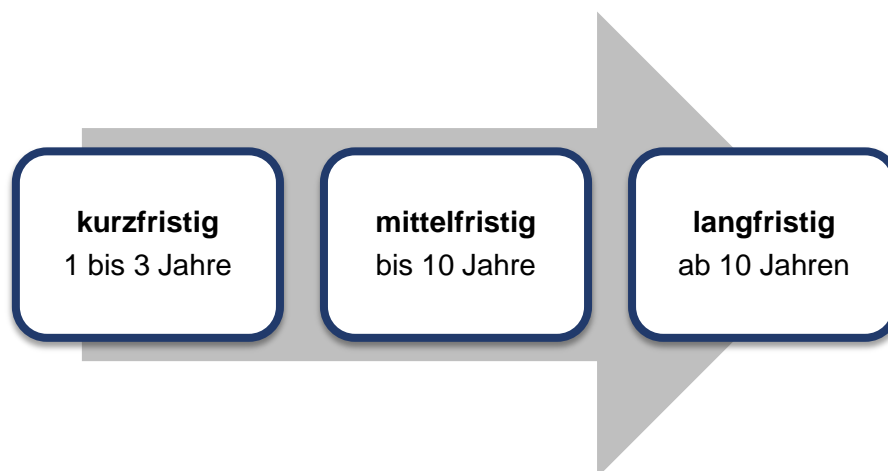 kurzfristig
1 bis 3 Jahre
mittelfristig
bis 10 Jahre
langfristig
ab 10 Jahren